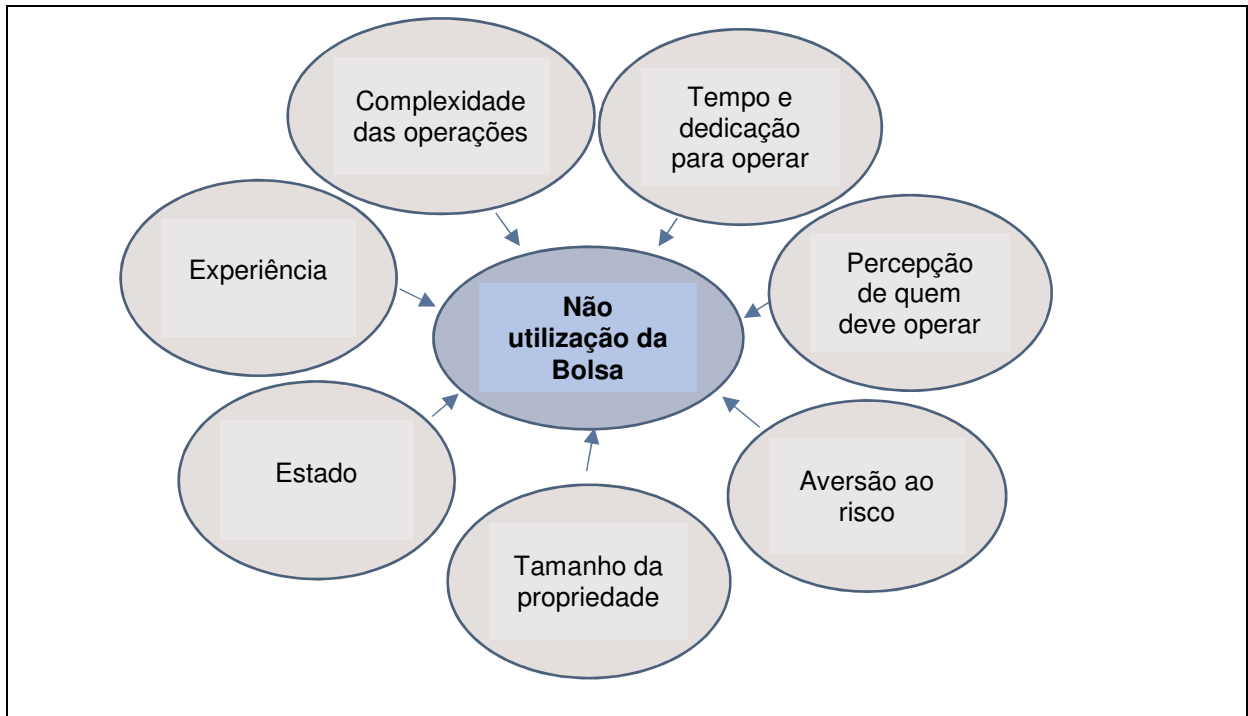 Complexidade
das operações
Tempo e
dedicação
para operar
Experiência
Percepção
de quem
deve operar
Não
utilização da
Bolsa
Estado
Aversão ao
risco
Tamanho da
propriedade